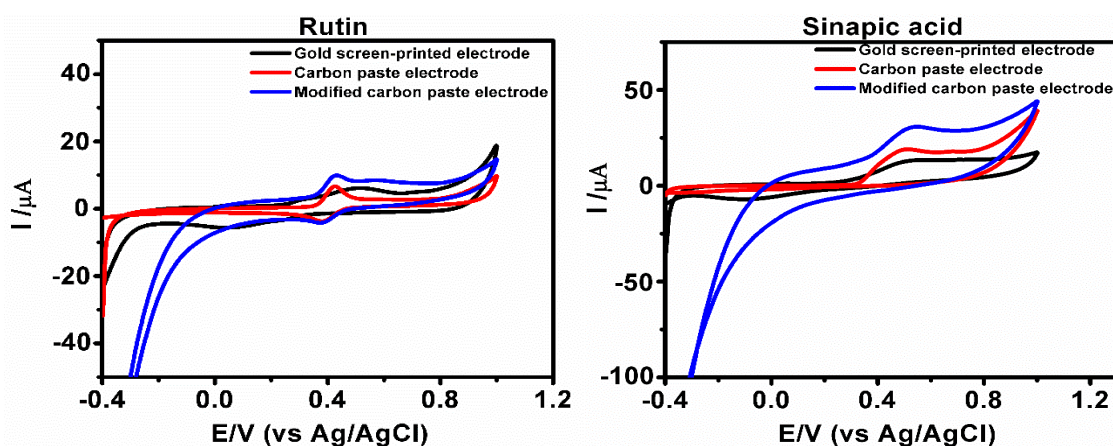 Rutin
Gold screen-printed electrode
Carbon paste electrode
Modified carbon paste electrode
I /µA
40
20
0
-20
-40
-0.4 0.0 0.4 0.8 1.2
E/V (vs Ag/AgCl)
Sinapic acid
Gold screen-printed electrode
Carbon paste electrode
Modified carbon paste electrode
I /µA
50
0
-50
-100
-0.4 0.0 0.4 0.8 1.2
E/V (vs Ag/AgCl)